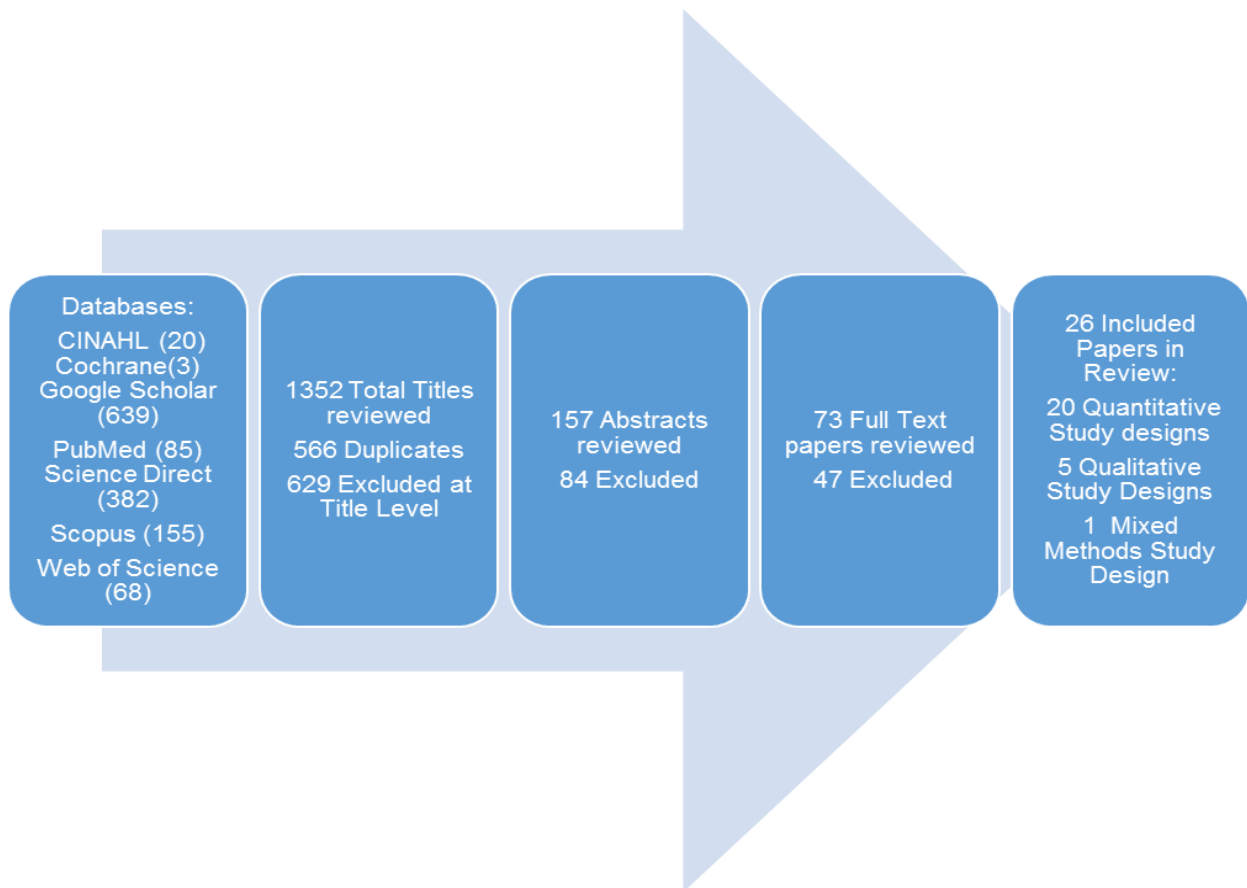 Databases:
CINAHL (20)
Cochrane(3)
Google Scholar
(639)
PubMed (85)
Science Direct
(382)
Scopus (155)
Web of Science
(68)
1352 Total Titles
reviewed
566 Duplicates
629 Excluded at
Title Level
157 Abstracts
reviewed
84 Excluded
73 Full Text
papers reviewed
47 Excluded
26 Included
Papers in
Review:
20 Quantitative
Study designs
5 Qualitative
Study Designs
1 Mixed
Methods Study
Design